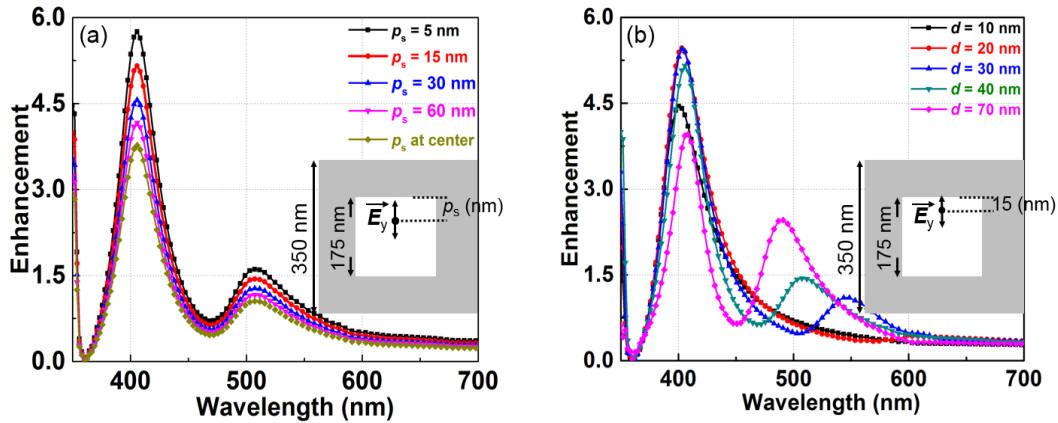 (a)
pₛ = 5 nm
pₛ = 15 nm
pₛ = 30 nm
pₛ = 60 nm
pₛ at center
6.0
4.5
3.0
1.5
0.0
Enhancement
350 nm
175 nm
E⃗y
pₛ (nm)
400 500 600 700
Wavelength (nm)
(b)
d = 10 nm
d = 20 nm
d = 30 nm
d = 40 nm
d = 70 nm
6.0
4.5
3.0
1.5
0.0
Enhancement
350 nm
175 nm
E⃗y
15 (nm)
400 500 600 700
Wavelength (nm)